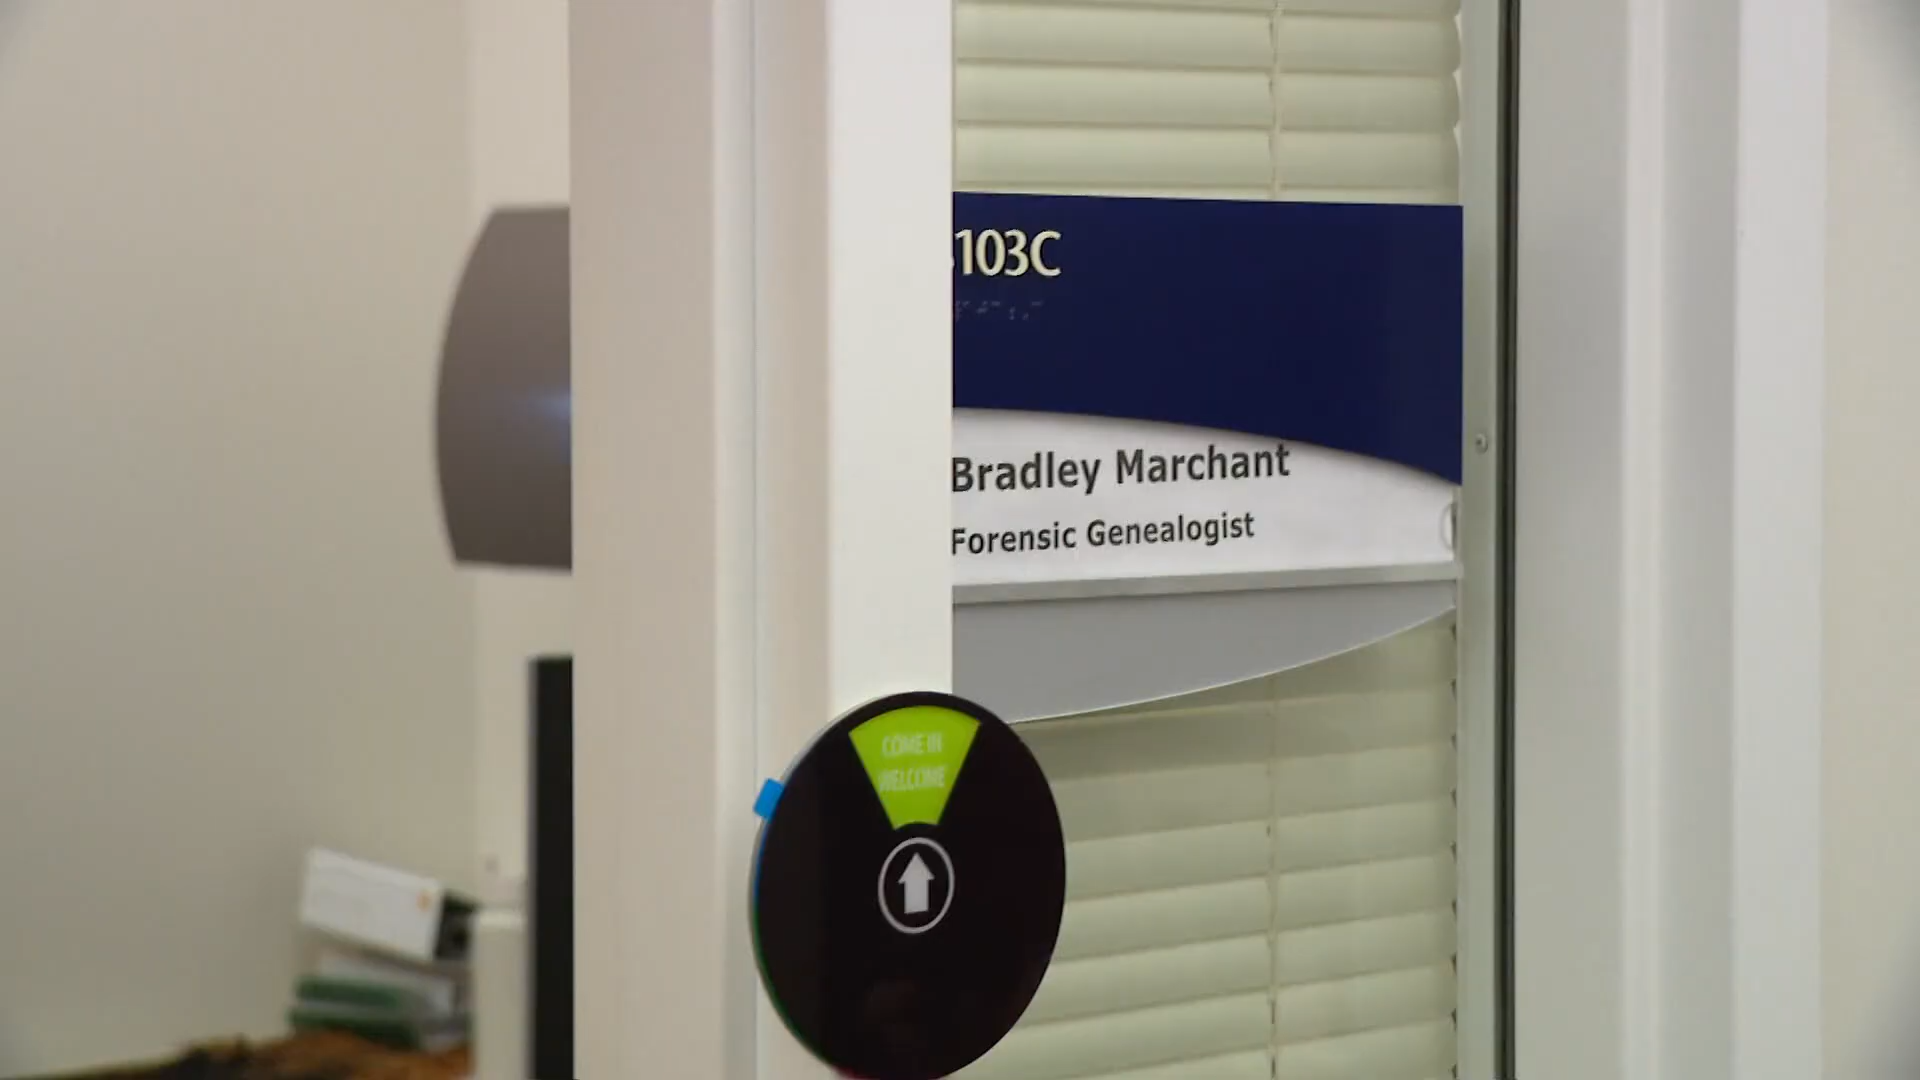 103C
Bradley Marchant
Forensic Genealogist
COME IN
WELCOME